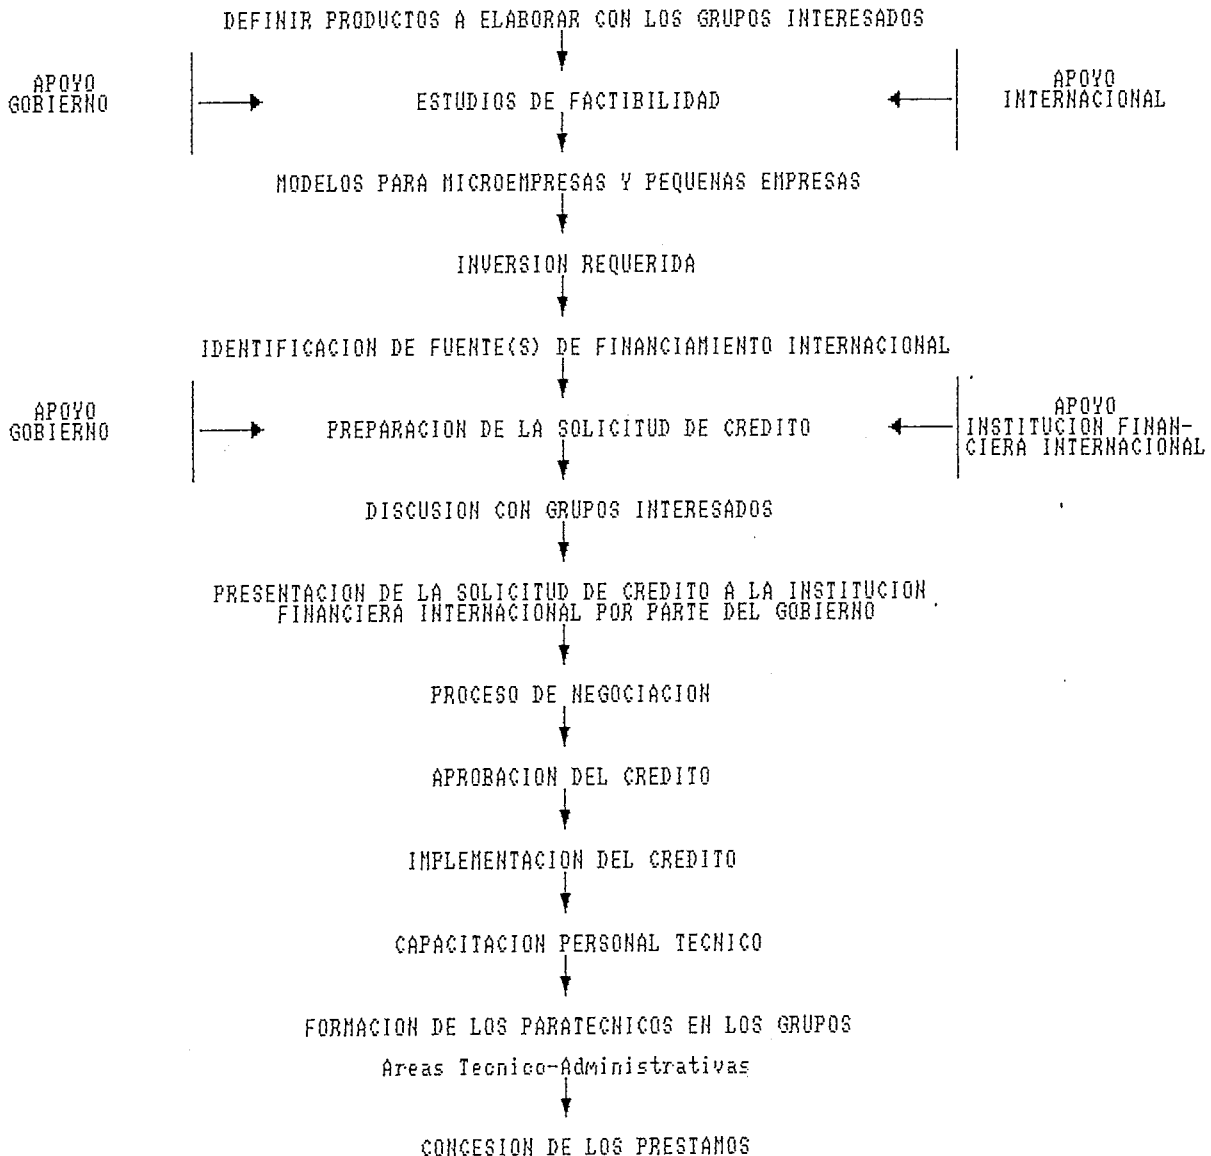 DEFINIR PRODUCTOS A ELABORAR CON LOS GRUPOS INTERESADOS
APOYO
GOBIERNO
ESTUDIOS DE FACTIBILIDAD
APOYO
INTERNACIONAL
MODELOS PARA MICROEMPRESAS Y PEQUENAS EMPRESAS
INVERSION REQUERIDA
IDENTIFICACION DE FUENTE(S) DE FINANCIAMIENTO INTERNACIONAL
APOYO
GOBIERNO
PREPARACION DE LA SOLICITUD DE CREDITO
APOYO
INSTITUCION FINAN-
CIERA INTERNACIONAL
DISCUSION CON GRUPOS INTERESADOS
PRESENTACION DE LA SOLICITUD DE CREDITO A LA INSTITUCION
FINANCIERA INTERNACIONAL POR PARTE DEL GOBIERNO
PROCESO DE NEGOCIACION
APROBACION DEL CREDITO
IMPLEMENTACION DEL CREDITO
CAPACITACION PERSONAL TECNICO
FORMACION DE LOS PARATECNICOS EN LOS GRUPOS
Areas Tecnico-Administrativas
CONCESION DE LOS PRESTAMOS